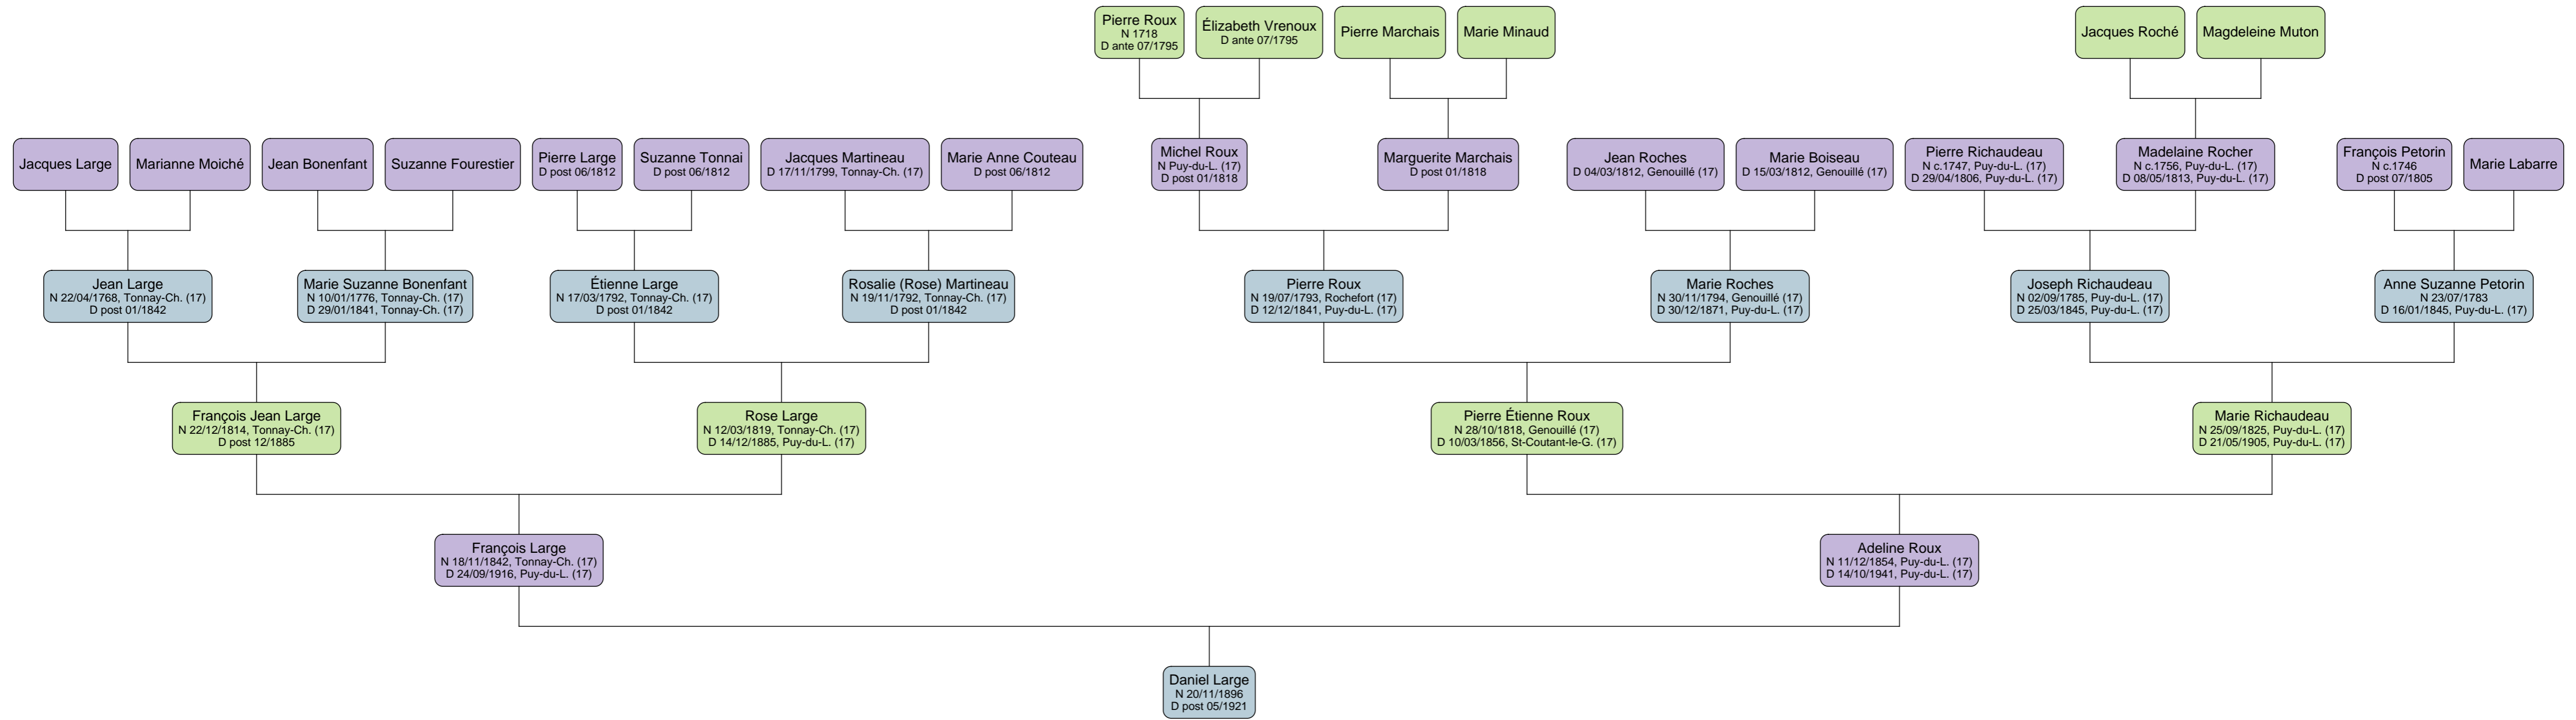 Pierre Roux
N 1718
D ante 07/1795
Élizabeth Vrenoux
D ante 07/1795
Pierre Marchais
Marie Minaud
Jacques Roché
Magdeleine Muton
Jacques Large
Marianne Moiché
Jean Bonenfant
Suzanne Fourestier
Pierre Large
D post 06/1812
Suzanne Tonnai
D post 06/1812
Jacques Martineau
D 17/11/1799, Tonnay-Ch. (17)
Marie Anne Couteau
D post 06/1812
Michel Roux
N Puy-du-L. (17)
D post 01/1818
Marguerite Marchais
D post 01/1818
Jean Roches
D 04/03/1812, Genouillé (17)
Marie Boiseau
D 15/03/1812, Genouillé (17)
Pierre Richaudeau
N c.1747, Puy-du-L. (17)
D 29/04/1806, Puy-du-L. (17)
Madelaine Rocher
N c.1756, Puy-du-L. (17)
D 08/05/1813, Puy-du-L. (17)
François Petorin
N c.1746
D post 07/1805
Marie Labarre
Jean Large
N 22/04/1768, Tonnay-Ch. (17)
D post 01/1842
Marie Suzanne Bonenfant
N 10/01/1776, Tonnay-Ch. (17)
D 29/01/1841, Tonnay-Ch. (17)
Étienne Large
N 17/03/1792, Tonnay-Ch. (17)
D post 01/1842
Rosalie (Rose) Martineau
N 19/11/1792, Tonnay-Ch. (17)
D post 01/1842
Pierre Roux
N 19/07/1793, Rochefort (17)
D 12/12/1841, Puy-du-L. (17)
Marie Roches
N 30/11/1794, Genouillé (17)
D 30/12/1871, Puy-du-L. (17)
Joseph Richaudeau
N 02/09/1785, Puy-du-L. (17)
D 25/03/1845, Puy-du-L. (17)
Anne Suzanne Petorin
N 23/07/1783
D 16/01/1845, Puy-du-L. (17)
François Jean Large
N 22/12/1814, Tonnay-Ch. (17)
D post 12/1885
Rose Large
N 12/03/1819, Tonnay-Ch. (17)
D 14/12/1885, Puy-du-L. (17)
Pierre Étienne Roux
N 28/10/1818, Genouillé (17)
D 10/03/1856, St-Coutant-le-G. (17)
Marie Richaudeau
N 25/09/1825, Puy-du-L. (17)
D 21/05/1905, Puy-du-L. (17)
François Large
N 18/11/1842, Tonnay-Ch. (17)
D 24/09/1916, Puy-du-L. (17)
Adeline Roux
N 11/12/1854, Puy-du-L. (17)
D 14/10/1941, Puy-du-L. (17)
Daniel Large
N 20/11/1896
D post 05/1921